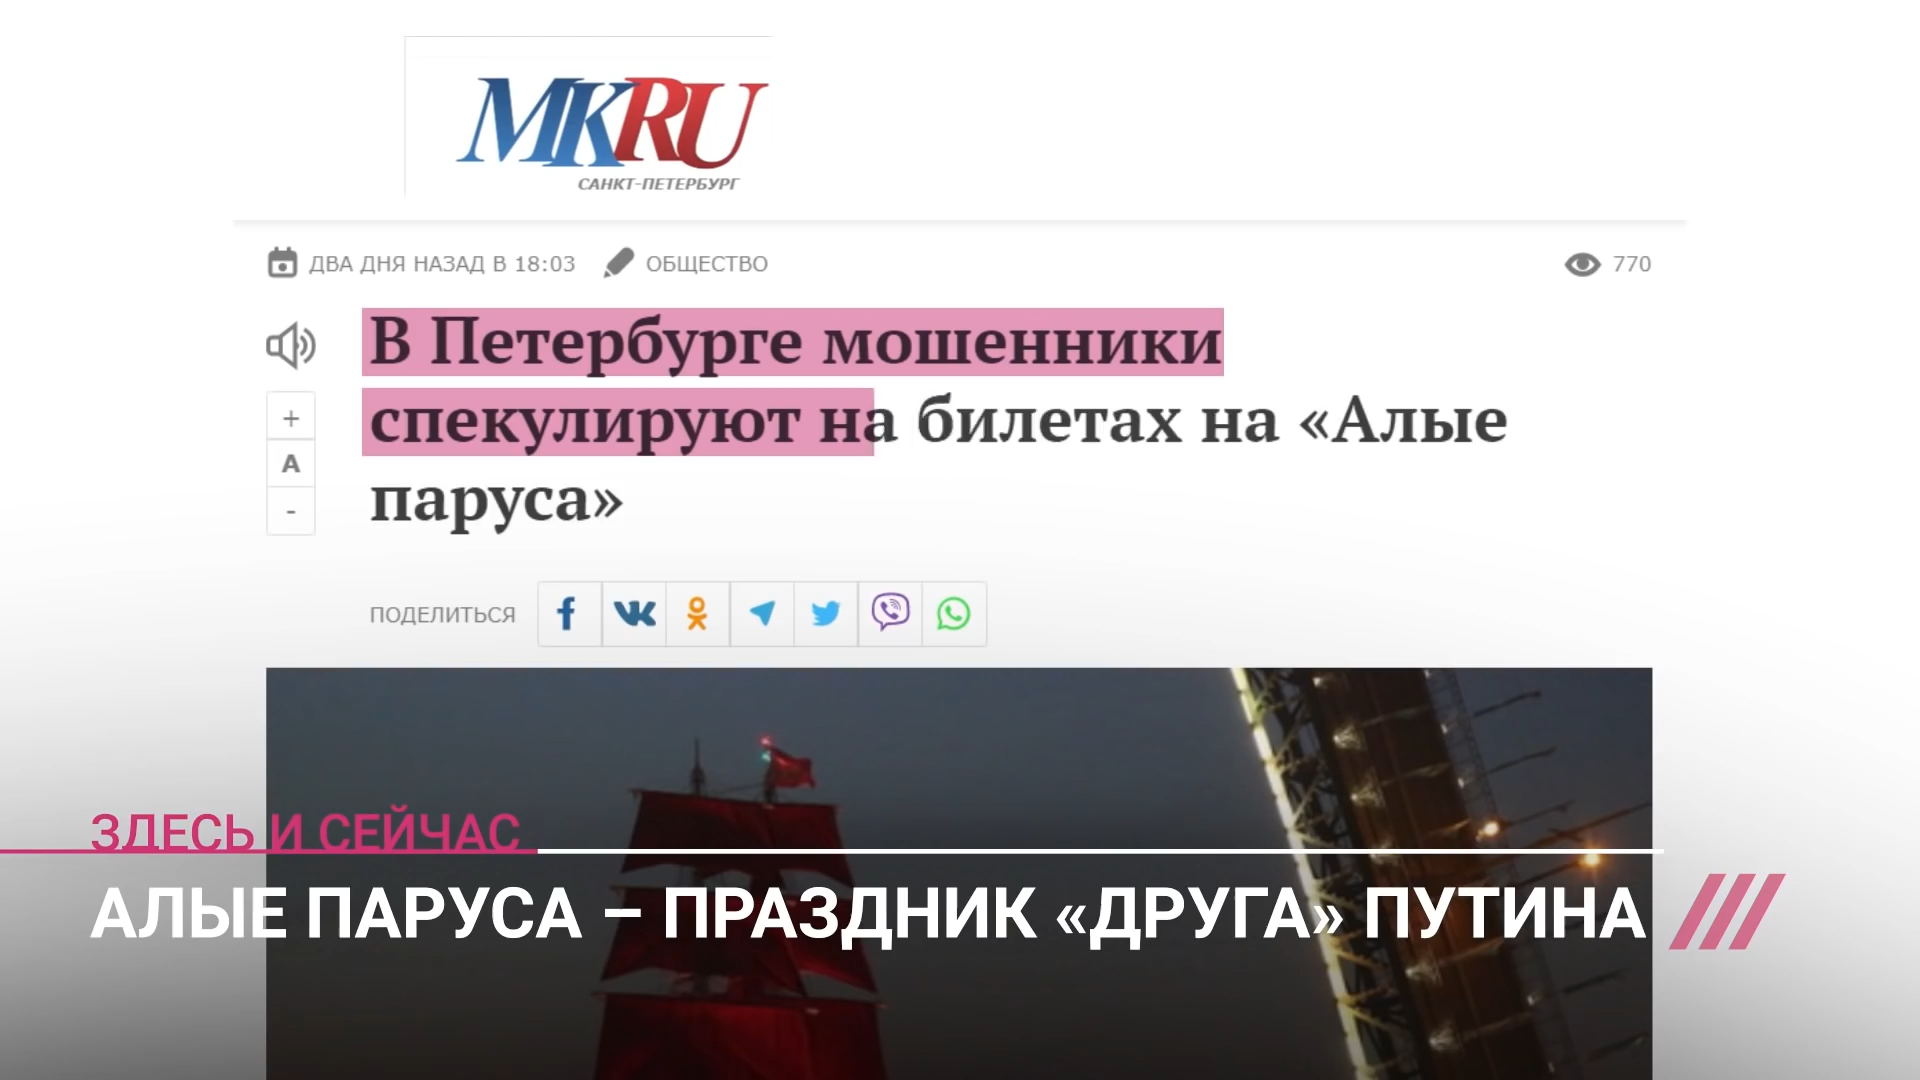 MKRU
САНКТ-ПЕТЕРБУРГ
ДВА ДНЯ НАЗАД В 18:03 ОБЩЕСТВО 770
В Петербурге мошенники
спекулируют на билетах на «Алые
паруса»
+
A
-
ПОДЕЛИТЬСЯ
ЗДЕСЬ И СЕЙЧАС
АЛЫЕ ПАРУСА – ПРАЗДНИК «ДРУГА» ПУТИНА